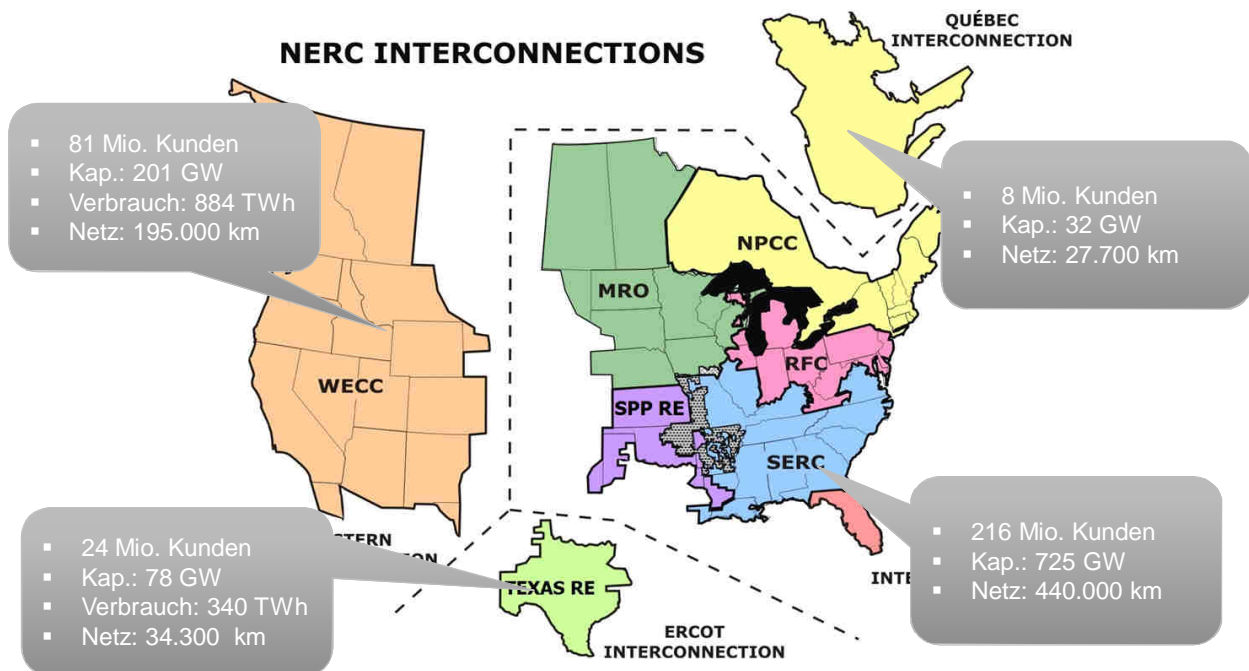 QUÉBEC
INTERCONNECTION
NERC INTERCONNECTIONS
▪ 81 Mio. Kunden
▪ Kap.: 201 GW
▪ Verbrauch: 884 TWh
▪ Netz: 195.000 km
▪ 8 Mio. Kunden
▪ Kap.: 32 GW
▪ Netz: 27.700 km
NPCC
MRO
RFC
WECC
SPP RE
SERC
▪ 24 Mio. Kunden
▪ Kap.: 78 GW
▪ Verbrauch: 340 TWh
▪ Netz: 34.300 km
▪ 216 Mio. Kunden
▪ Kap.: 725 GW
▪ Netz: 440.000 km
TEXAS RE
ERCOT
INTERCONNECTION